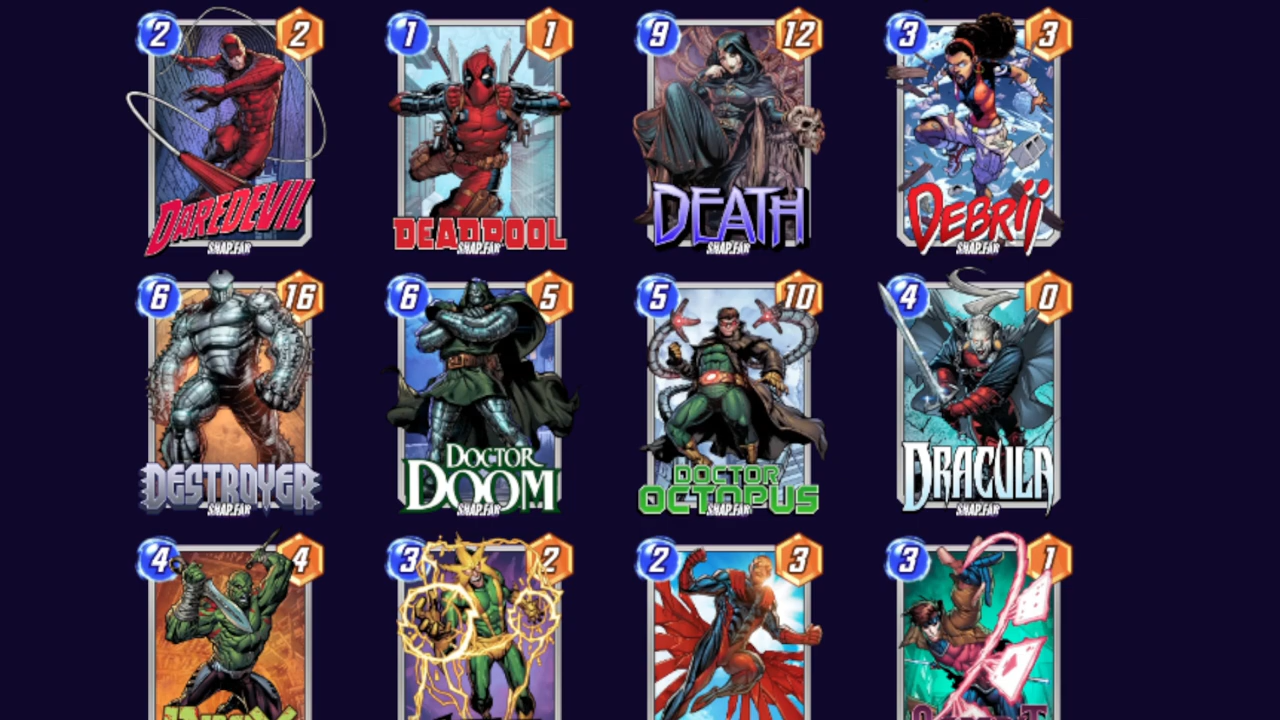 2 2 1 1 9 12 3 3
DAREDEVIL DEADPOOL DEATH DEBRII
SNAP.FAN SNAP.FAN SNAP.FAN SNAP.FAN
6 16 6 5 5 10 4 0
DESTROYER DOCTOR DOOM DOCTOR OCTOPUS DRACULA
SNAP.FAN SNAP.FAN SNAP.FAN SNAP.FAN
4 4 3 2 2 3 3 1